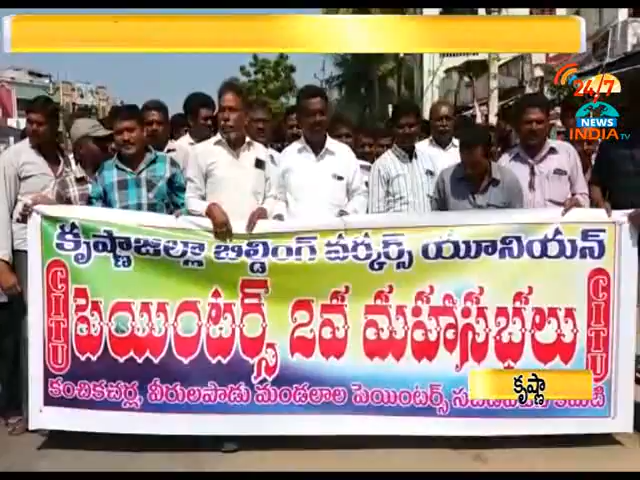 24/7
NEWS
INDIA TV
కృష్ణాజిల్లా బిల్డింగ్ వర్కర్స్ యూనియన్
CITU
పెయింటర్స్ 2వ మహాసభలు
CITU
కంచికచర్ల, వీరులపాడు మండలాల పెయింటర్స్
కృష్ణా